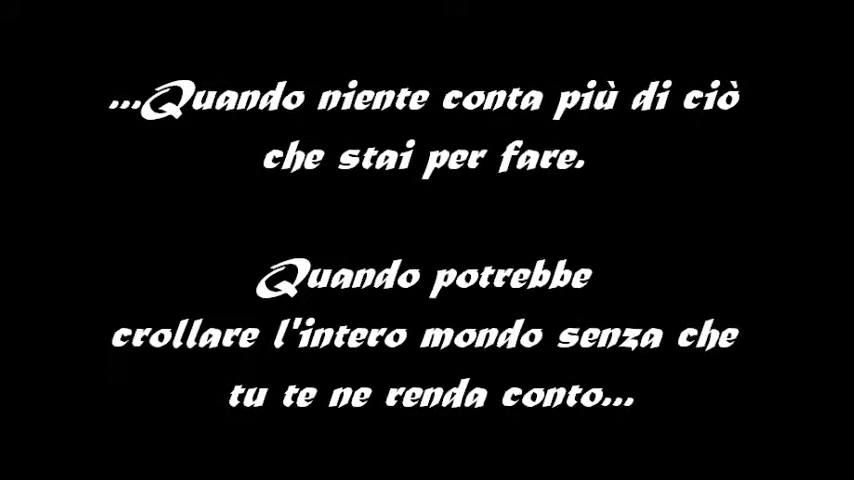 ...Quando niente conta più di ciò
che stai per fare.
Quando potrebbe
crollare l'intero mondo senza che
tu te ne renda conto...